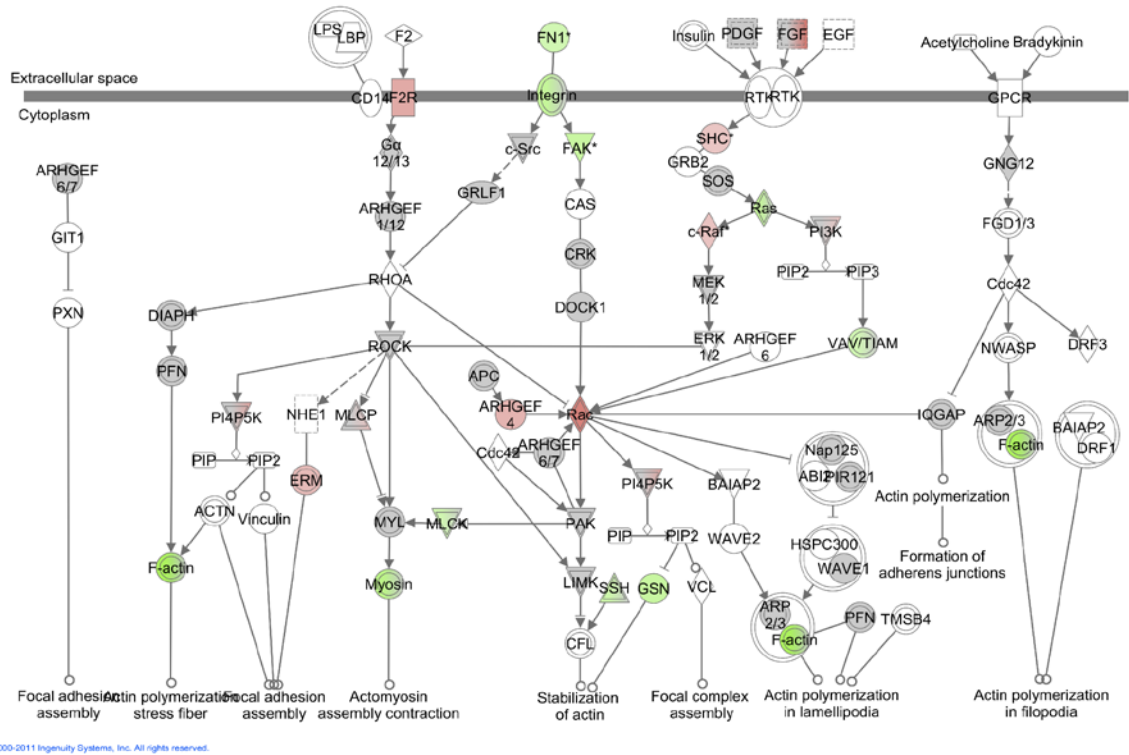 LPS
LBP
F2
FN1*
Insulin
PDGF
FGF
EGF
Acetylcholine
Bradykinin
Extracellular space
Cytoplasm
CD14
F2R
Integrin
RTK
RTK
GPCR
Gα
12/13
c-Src
FAK*
SHC*
GRB2
SOS
GNG12
ARHGEF
6/7
GRLF1
CAS
Ras
ARHGEF
1/12
c-Raf*
PI3K
FGD1/3
GIT1
CRK
PIP2
PIP3
RHOA
MEK
1/2
Cdc42
PXN
DIAPH
DOCK1
ROCK
ERK
1/2
ARHGEF
6
VAV/TIAM
NWASP
DRF3
PFN
APC
PI4P5K
NHE1
MLCP
ARHGEF
4
Rac
IQGAP
ARP2/3
F-actin
BAIAP2
DRF1
Cdc42
ARHGEF
6/7
Nap125
ABI2
PIR121
PIP
PIP2
ERM
PI4P5K
BAIAP2
Actin polymerization
ACTN
Vinculin
MYL
MLCK
PAK
PIP
PIP2
WAVE2
HSPC300
WAVE1
Formation of
adherens junctions
F-actin
Myosin
LIMK
SSH
GSN
VCL
ARP
2/3
F-actin
PFN
TMSB4
CFL
Focal adhesion
assembly
Actin polymerization
stress fiber
Focal adhesion
assembly
Actomyosin
assembly contraction
Stabilization
of actin
Focal complex
assembly
Actin polymerization
in lamellipodia
Actin polymerization
in filopodia
00-2011 Ingenuity Systems, Inc. All rights reserved.